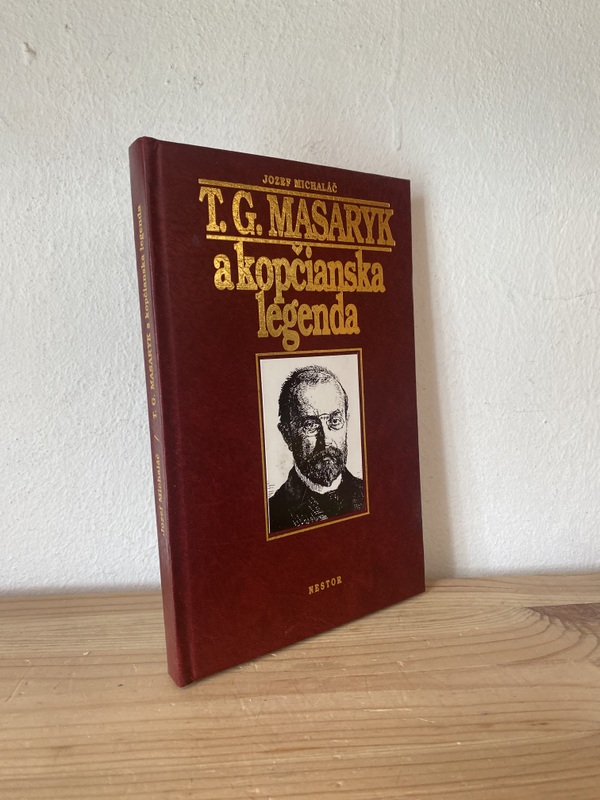 JOZEF MICHALÁČ
T. G. MASARYK
a kopčianska
legenda
NESTOR
Jozef Michaláč / T. G. MASARYK a kopčianska legenda